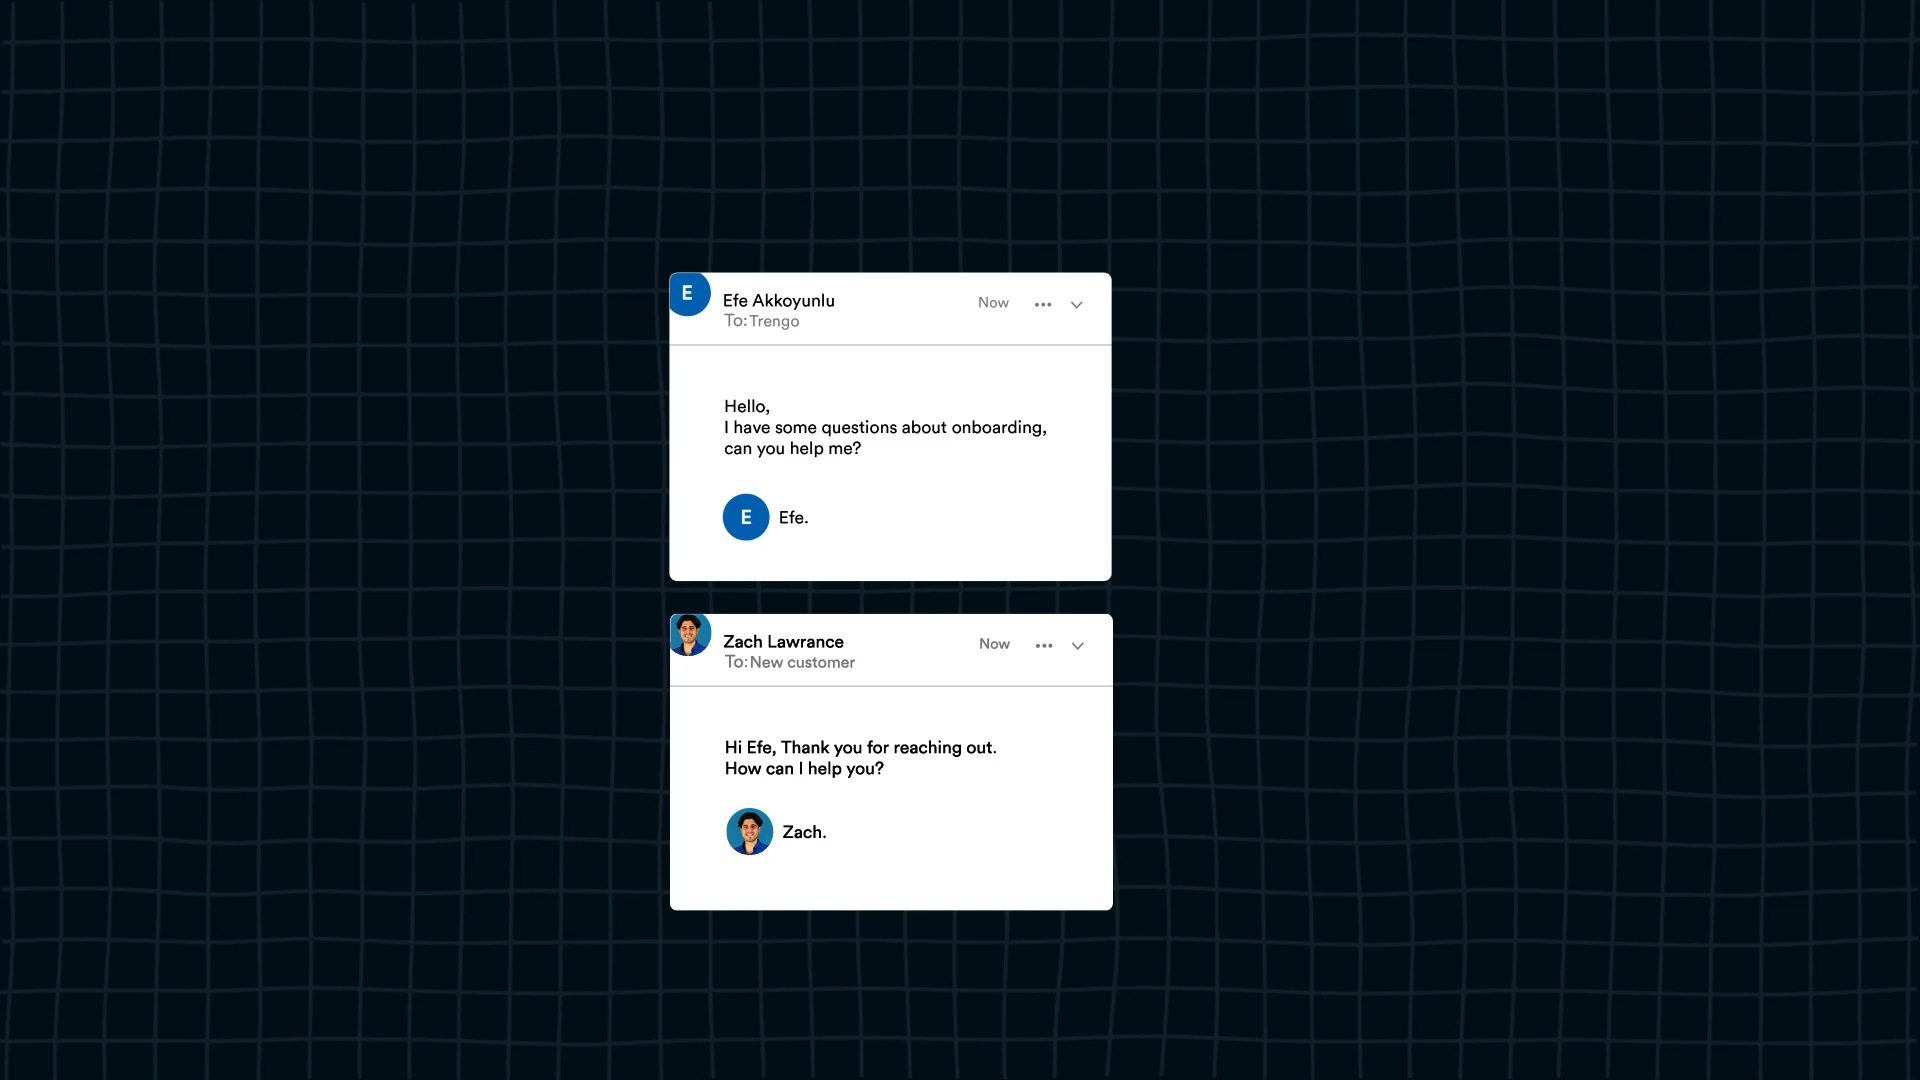 E
Efe Akkoyunlu
Now
To: Trengo
Hello,
I have some questions about onboarding,
can you help me?
E
Efe.
Zach Lawrance
Now
To: New customer
Hi Efe, Thank you for reaching out.
How can I help you?
Zach.